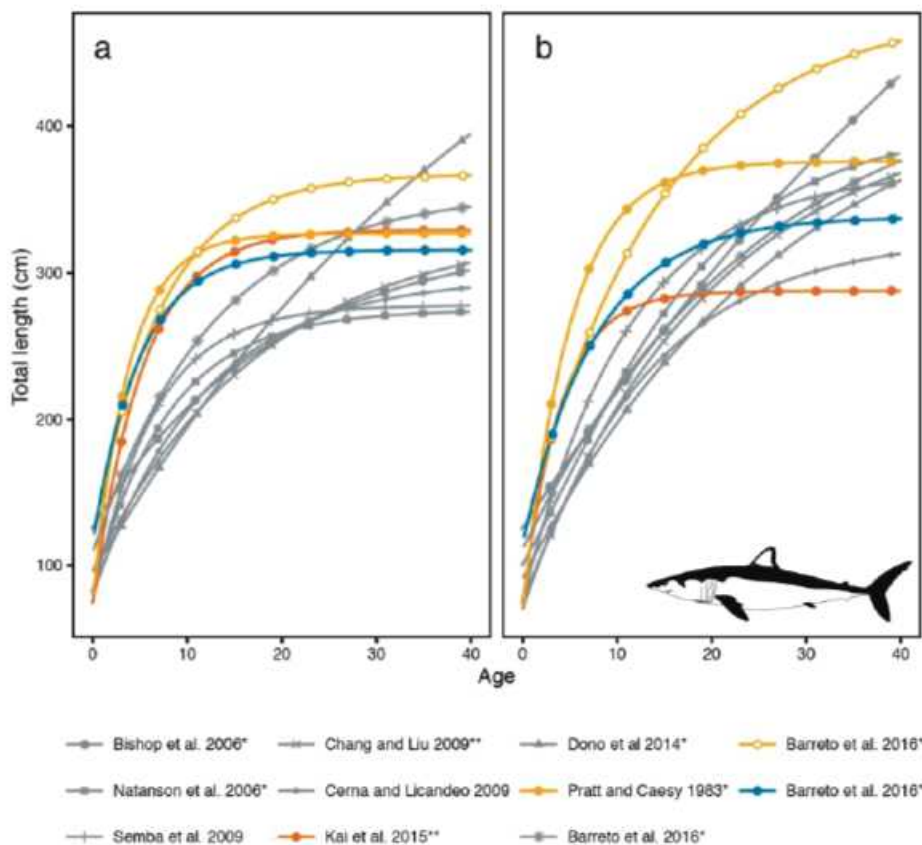 a
b
400
300
200
100
Total length (cm)
0 10 20 30 40 0 10 20 30 40
Age
Bishop et al. 2006* Chang and Liu 2009** Dono et al 2014* Barreto et al. 2016*
Natanson et al. 2006* Cerna and Licandeo 2009 Pratt and Caesy 1983* Barreto et al. 2016*
Semba et al. 2009 Kai et al. 2015** Barreto et al. 2016*